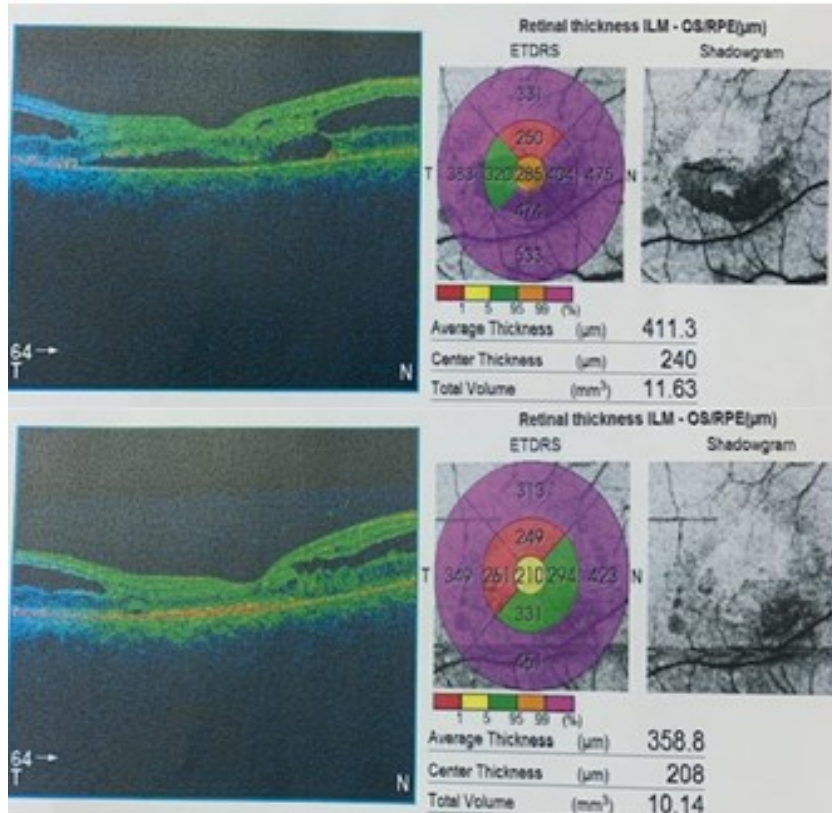 Retinal thickness ILM - OS/RPE(µm)
ETDRS Shadowgram
331
250
T 383 320 285 404 475 N
474
533
1 5 95 99 (%)
Average Thickness (µm) 411.3
Center Thickness (µm) 240
Total Volume (mm³) 11.63
64→
T N
Retinal thickness ILM - OS/RPE(µm)
ETDRS Shadowgram
313
249
T 349 261 210 294 423 N
331
461
1 5 95 99 (%)
Average Thickness (µm) 358.8
Center Thickness (µm) 208
Total Volume (mm³) 10.14
64→
T N